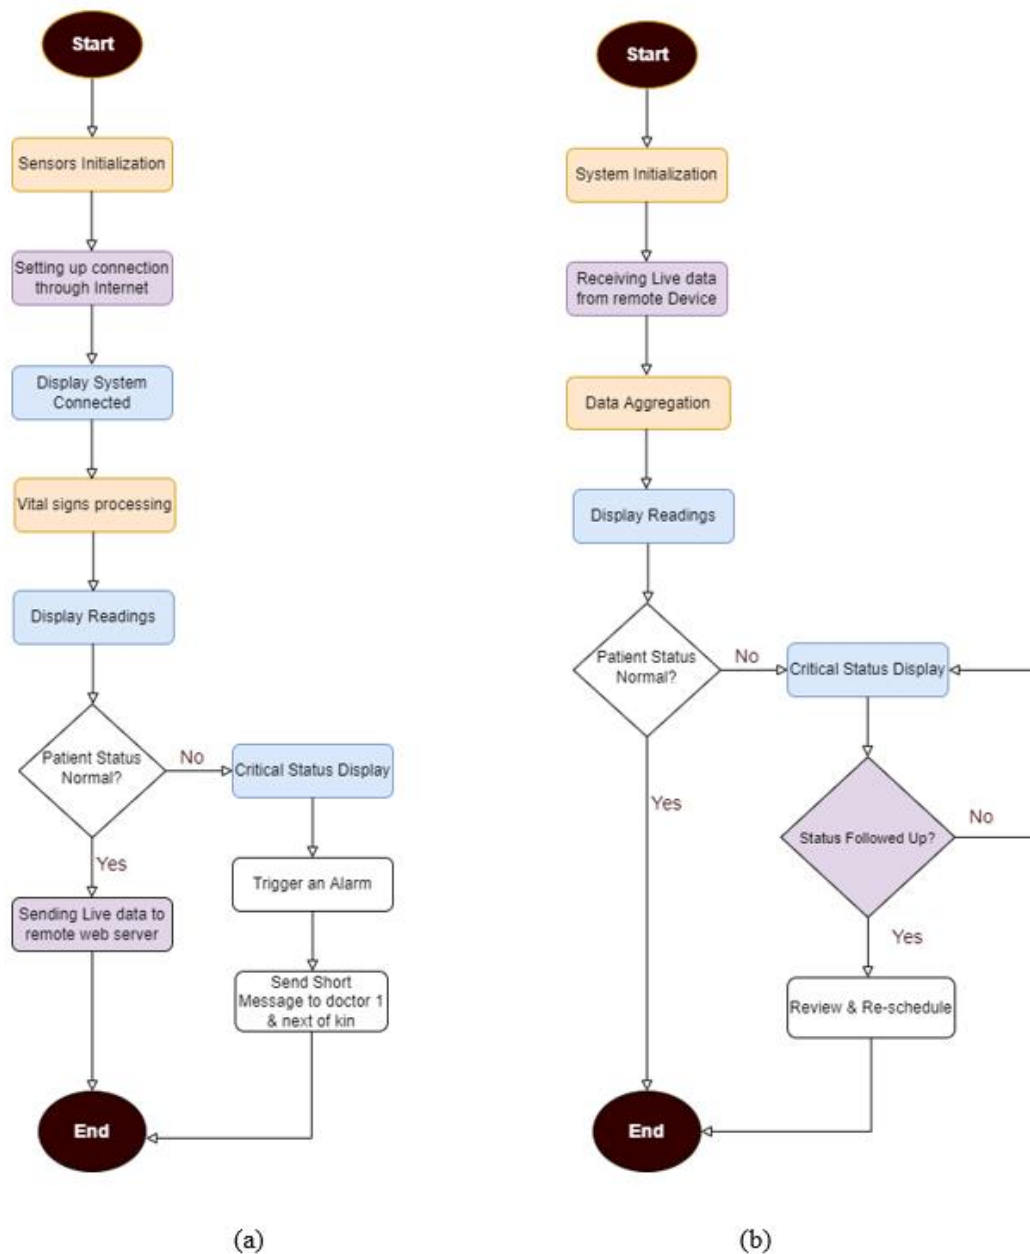 Start
Sensors Initialization
Setting up connection
through Internet
Display System
Connected
Vital signs processing
Display Readings
Patient Status
Normal?
No
Critical Status Display
Yes
Trigger an Alarm
Sending Live data to
remote web server
Send Short
Message to doctor 1
& next of kin
End
(a)
Start
System Initialization
Receiving Live data
from remote Device
Data Aggregation
Display Readings
Patient Status
Normal?
No
Critical Status Display
Yes
Status Followed Up?
No
Yes
Review & Re-schedule
End
(b)